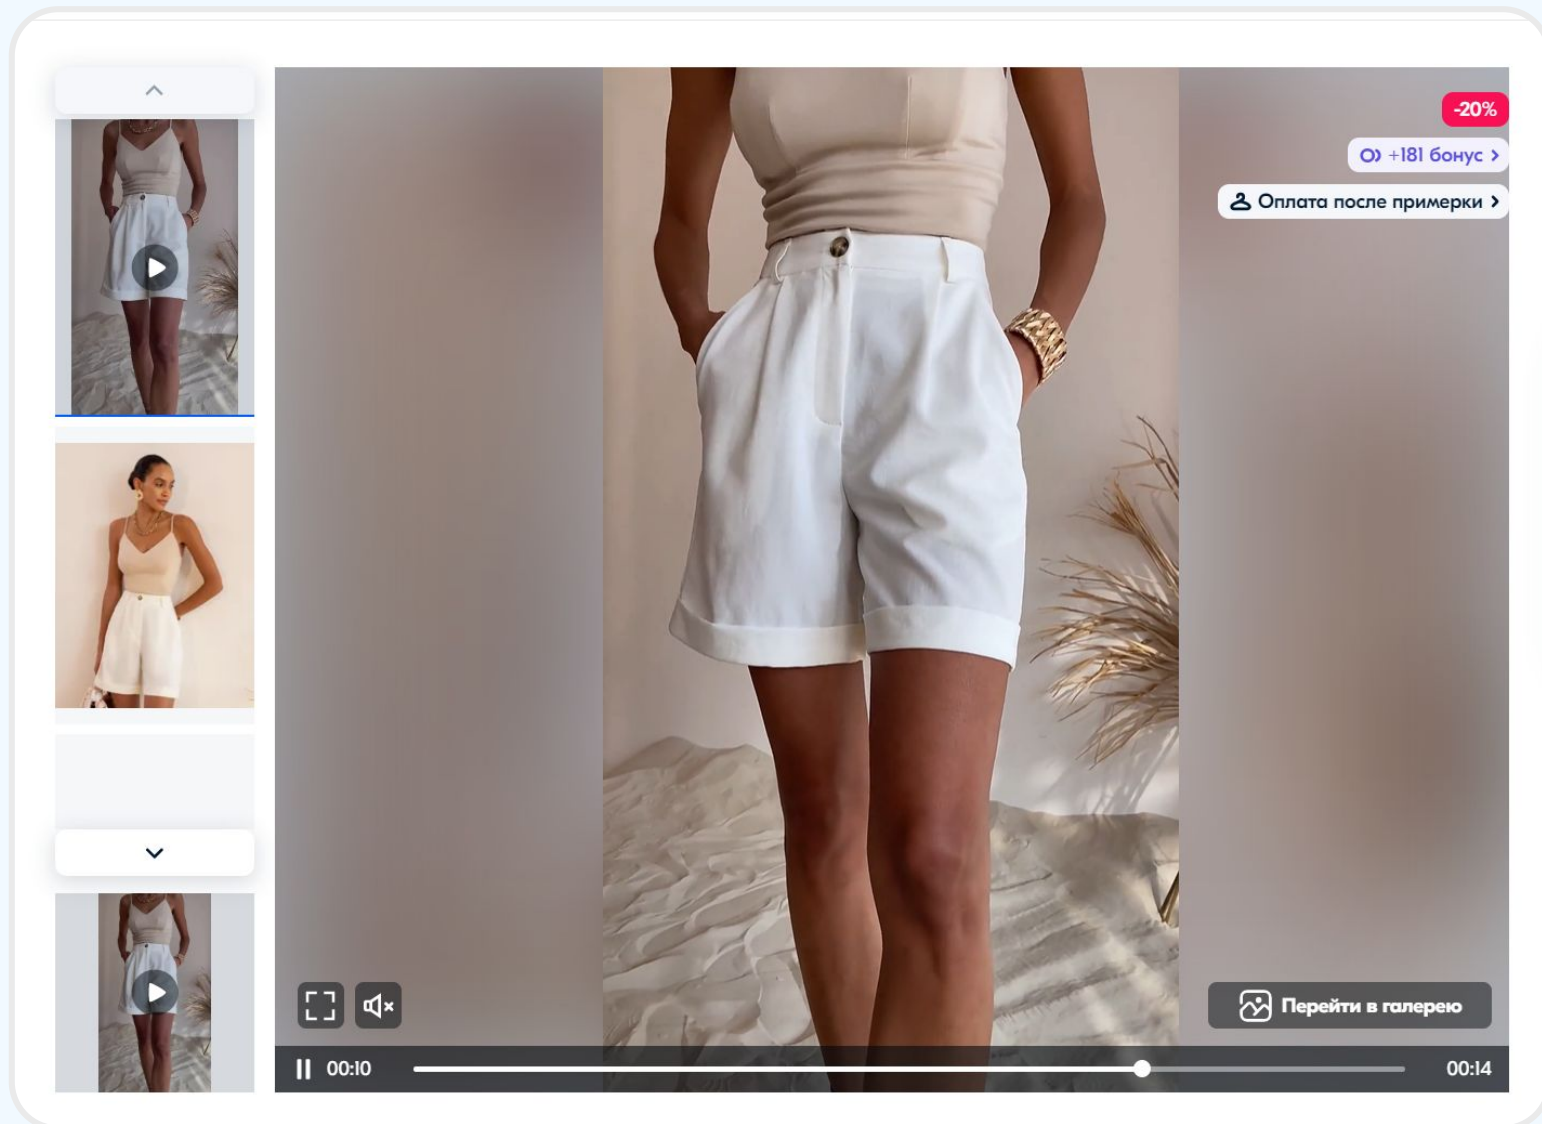 -20%
+181 бонус
Оплата после примерки
Перейти в галерею
00:10
00:14